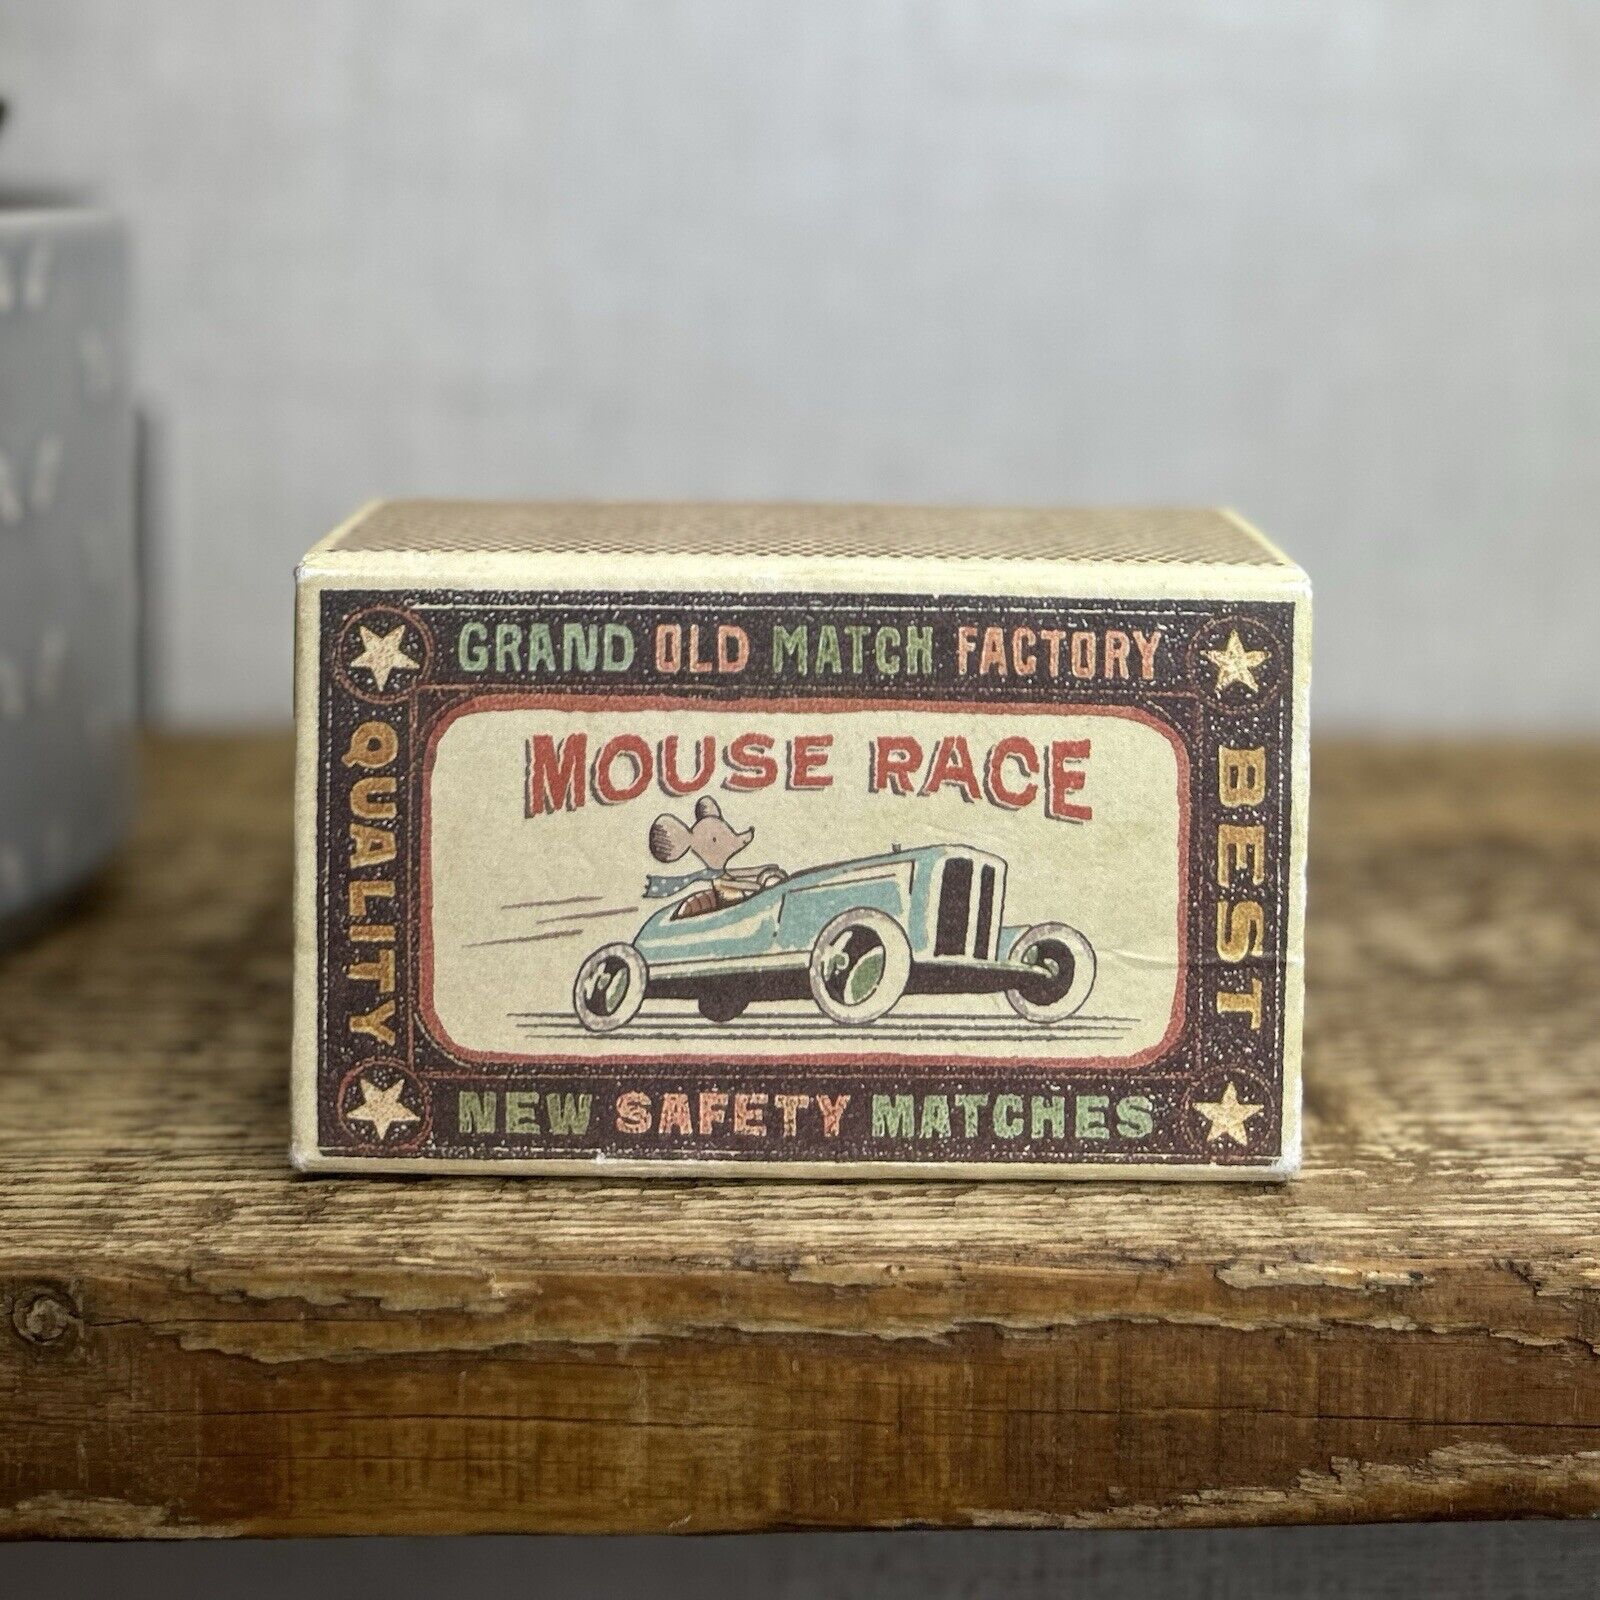 GRAND OLD MATCH FACTORY
QUALITY
MOUSE RACE
BEST
NEW SAFETY MATCHES